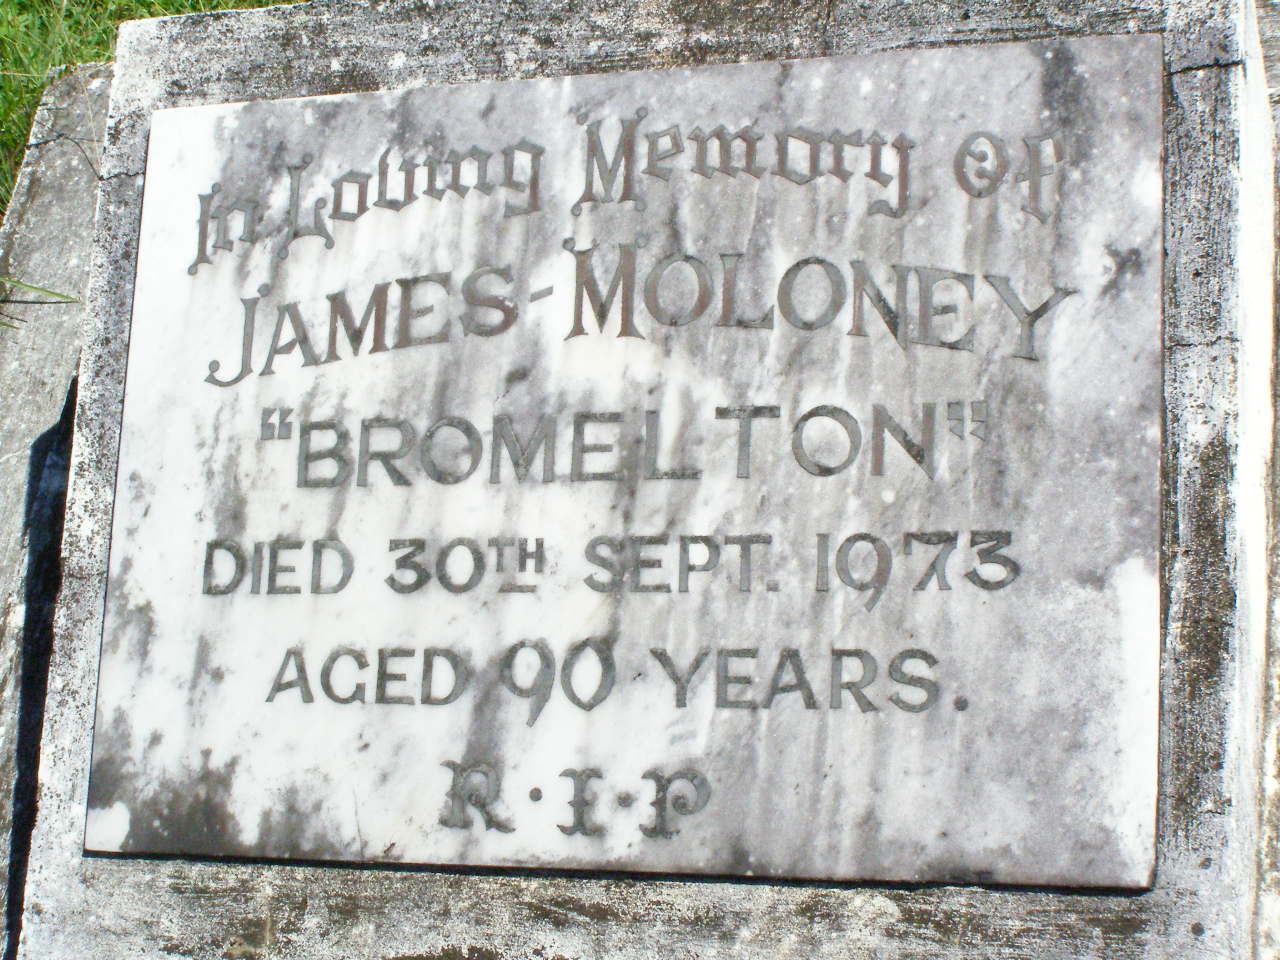 In Loving Memory Of
JAMES - MOLONEY
"BROMELTON"
DIED 30TH SEPT. 1973
AGED 90 YEARS.
R·I·P